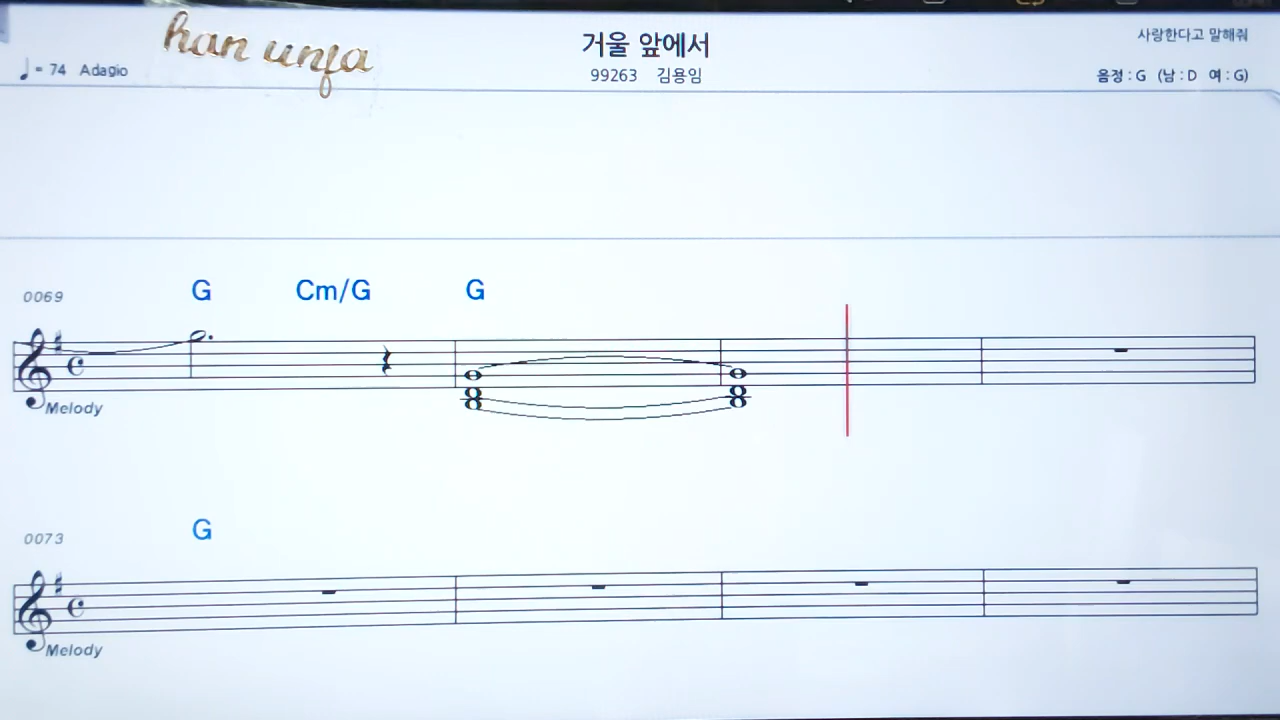 han unfa
거울 앞에서
사랑한다고 말해줘
♩= 74 Adagio
99263 김용임
음정 : G (남 : D 여 : G)
0069 G Cm/G G
Melody
0073 G
Melody